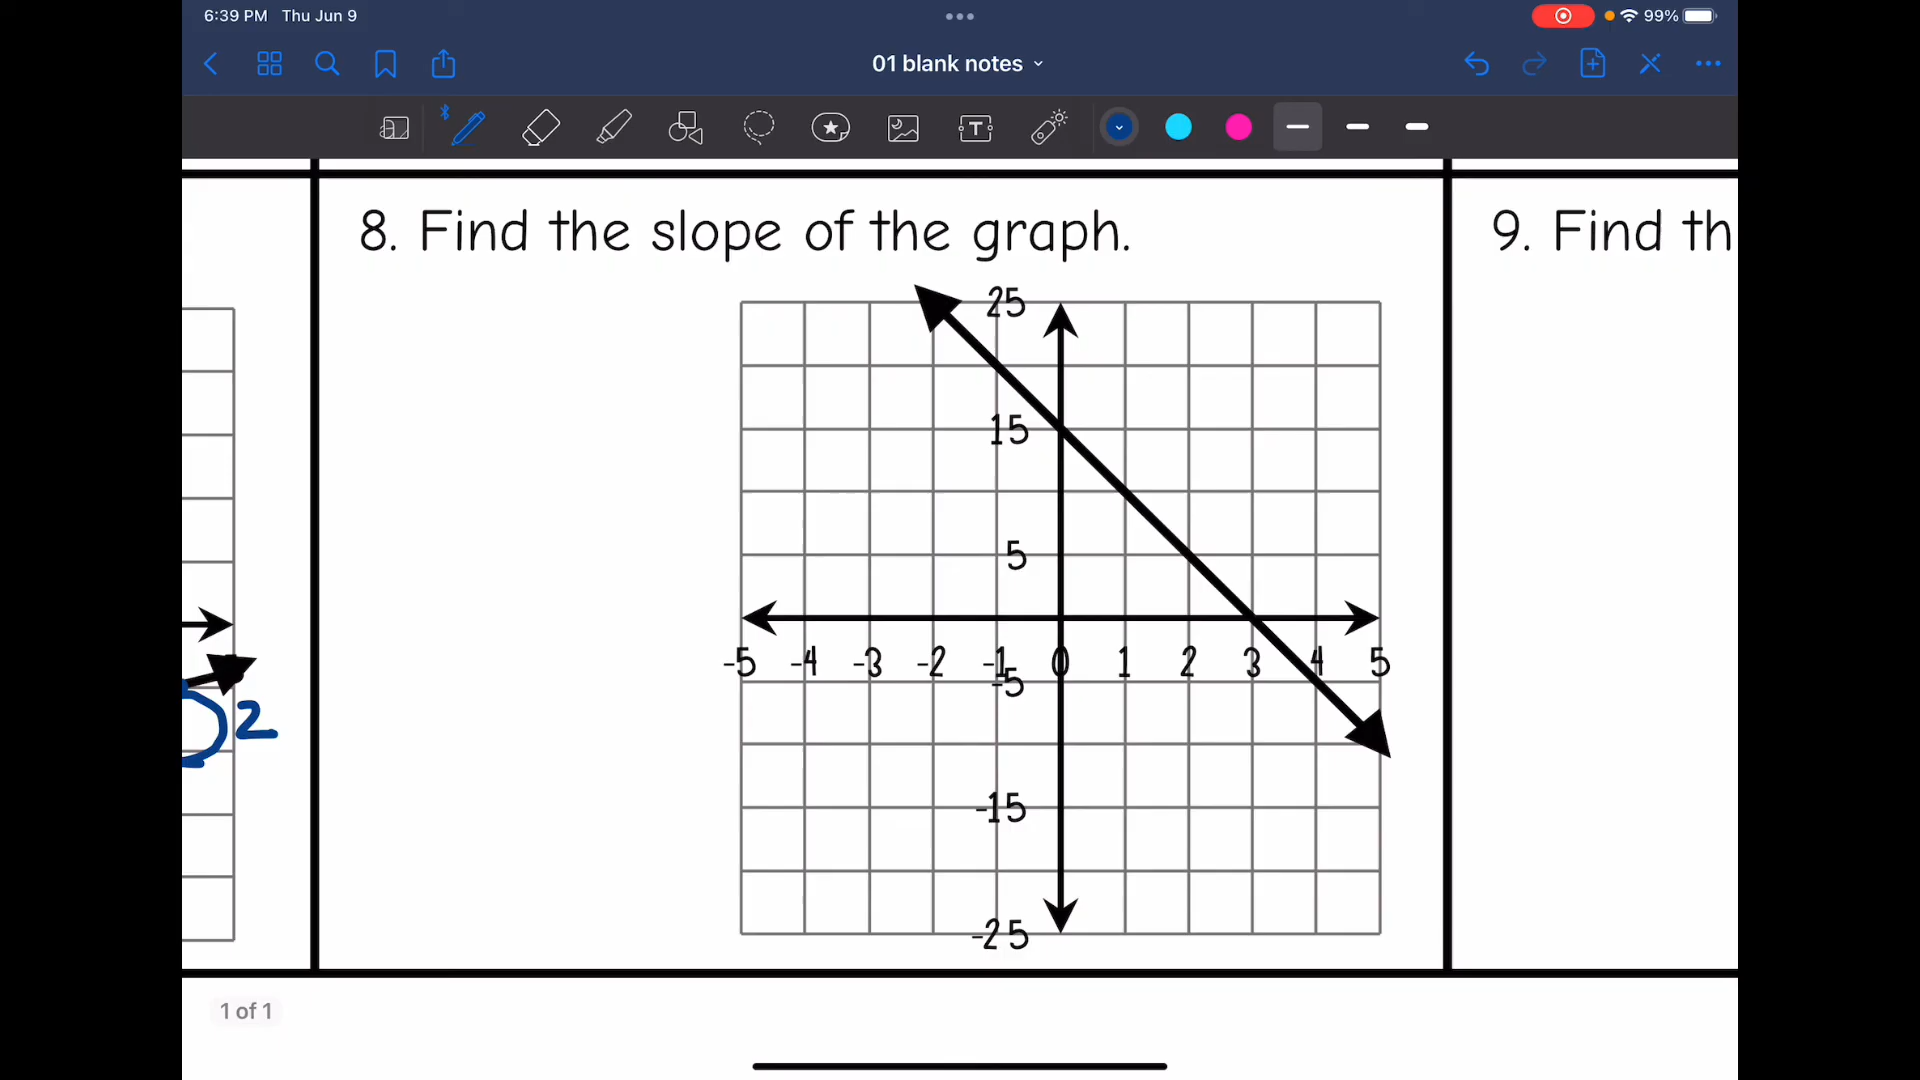 6:39 PM Thu Jun 9
99%
01 blank notes
T
8. Find the slope of the graph.
9. Find th
25
15
5
-5 -4 -3 -2 -1 0 1 2 3 4 5
-5
2
-15
-25
1 of 1